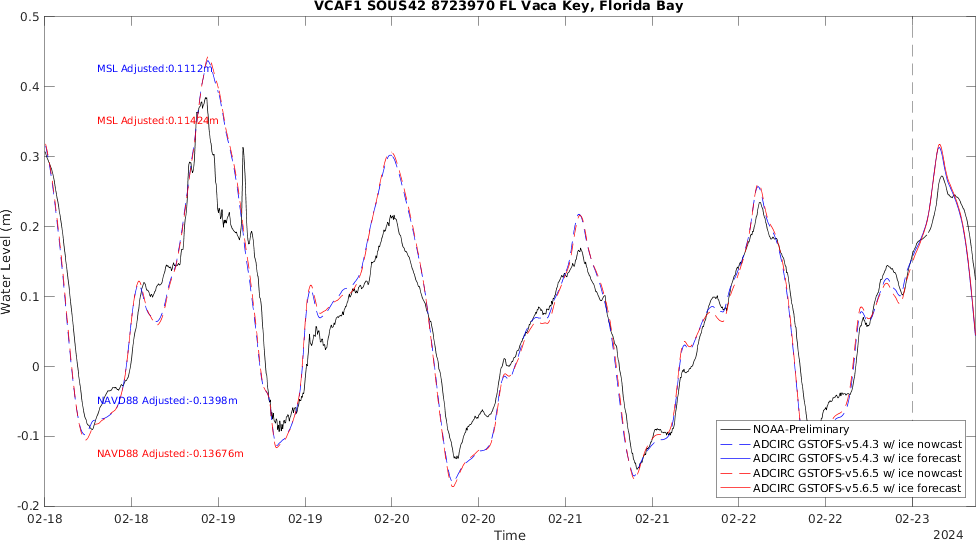 VCAF1 SOUS42 8723970 FL Vaca Key, Florida Bay
0.5
0.4
0.3
0.2
0.1
0
-0.1
-0.2
Water Level (m)
MSL Adjusted:0.1112m
MSL Adjusted:0.11424m
NAVD88 Adjusted:-0.1398m
NAVD88 Adjusted:-0.13676m
NOAA-Preliminary
ADCIRC GSTOFS-v5.4.3 w/ ice nowcast
ADCIRC GSTOFS-v5.4.3 w/ ice forecast
ADCIRC GSTOFS-v5.6.5 w/ ice nowcast
ADCIRC GSTOFS-v5.6.5 w/ ice forecast
02-18 02-18 02-19 02-19 02-20 02-20 02-21 02-21 02-22 02-22 02-23
Time
2024